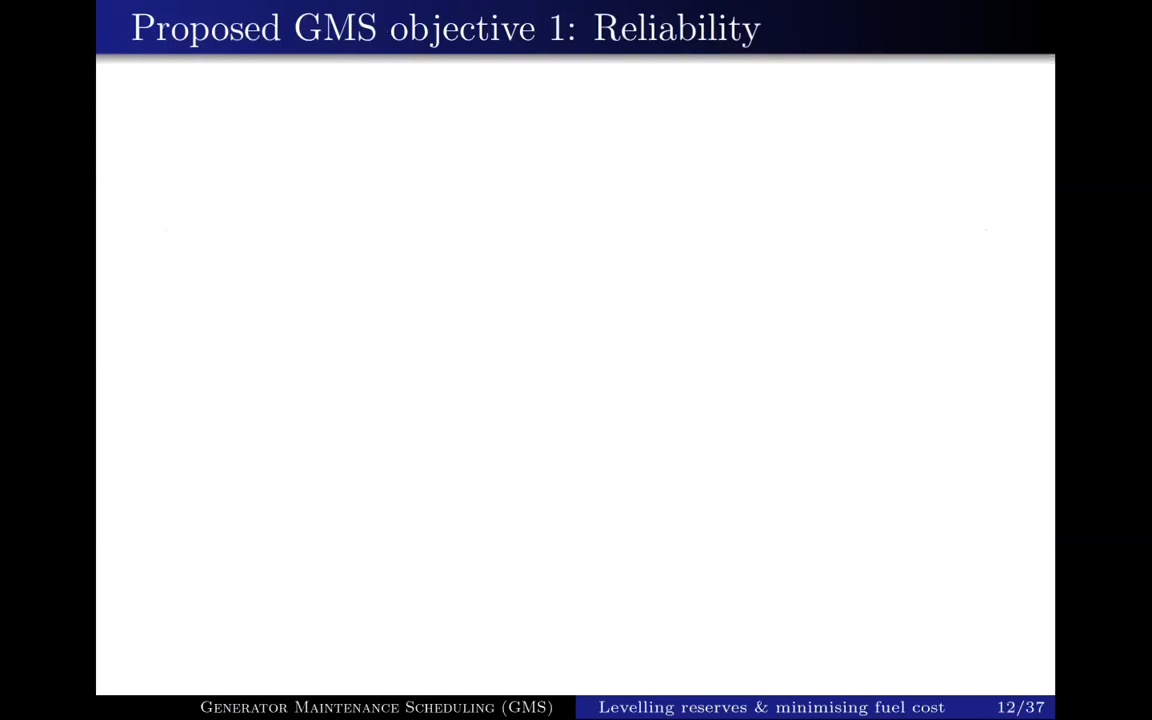 Proposed GMS objective 1: Reliability
Generator Maintenance Scheduling (GMS)
Levelling reserves & minimising fuel cost
12/37